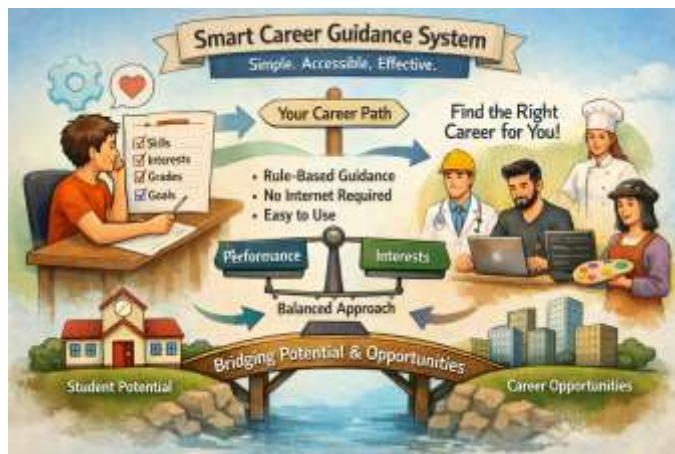 Smart Career Guidance System
Simple. Accessible, Effective.
Skills
Interests
Grades
Goals
Your Career Path
• Rule-Based Guidance
• No Internet Required
• Easy to Use
Find the Right
Career for You!
Performance
Interests
Balanced Approach
Bridging Potential & Opportunities
Student Potential
Career Opportunities